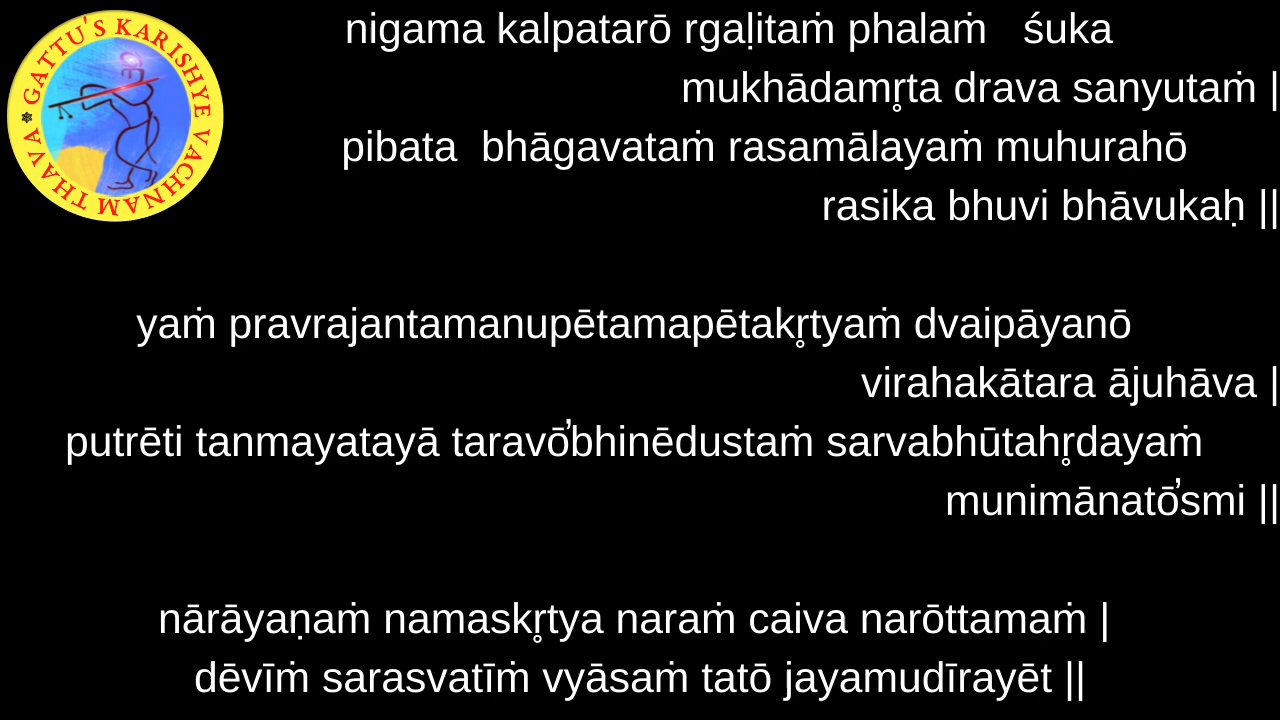 GATTU'S KARISHYE VACHNAM THAVA
nigama kalpatarō rgaḷitaṁ phalaṁ śuka
mukhādamr̥ta drava sanyutaṁ |
pibata bhāgavataṁ rasamālayaṁ muhurahō
rasika bhuvi bhāvukaḥ ||
yaṁ pravrajantamanupētamapētakr̥tyaṁ dvaipāyanō
virahakātara ājuhāva |
putrēti tanmayatayā taravō̕bhinēdustaṁ sarvabhūtahr̥dayaṁ
munimānatō̕smi ||
nārāyaṇaṁ namaskr̥tya naraṁ caiva narōttamaṁ |
dēvīṁ sarasvatīṁ vyāsaṁ tatō jayamudīrayēt ||